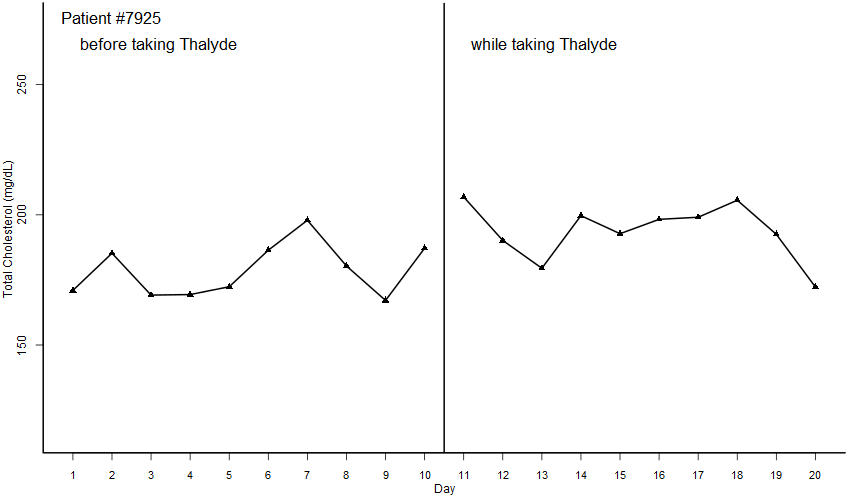 Patient #7925
before taking Thalyde
while taking Thalyde
Total Cholesterol (mg/dL)
250
200
150
1 2 3 4 5 6 7 8 9 10 11 12 13 14 15 16 17 18 19 20
Day